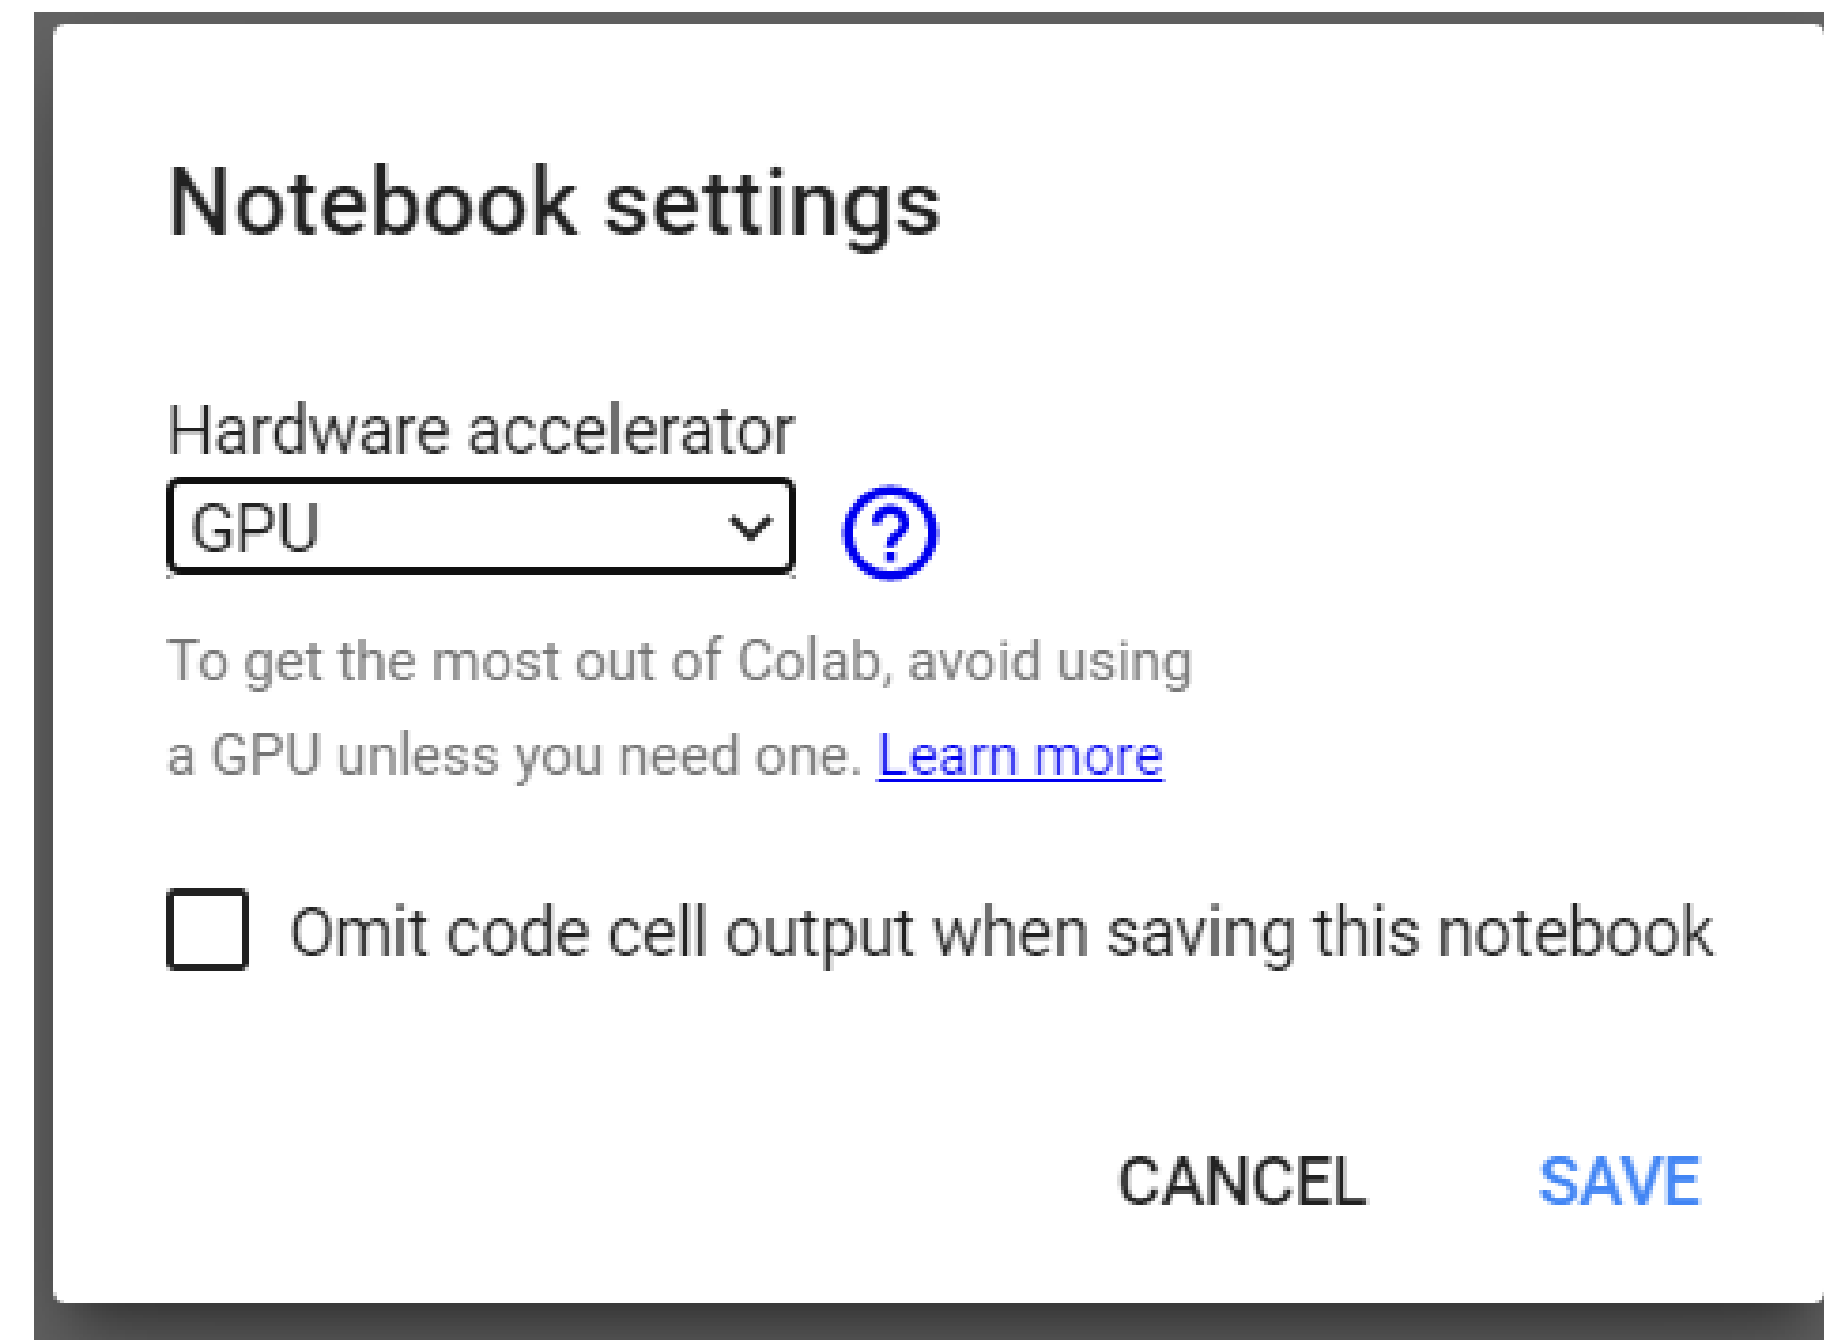 Notebook settings
Hardware accelerator
GPU
?
To get the most out of Colab, avoid using
a GPU unless you need one. Learn more
Omit code cell output when saving this notebook
CANCEL SAVE